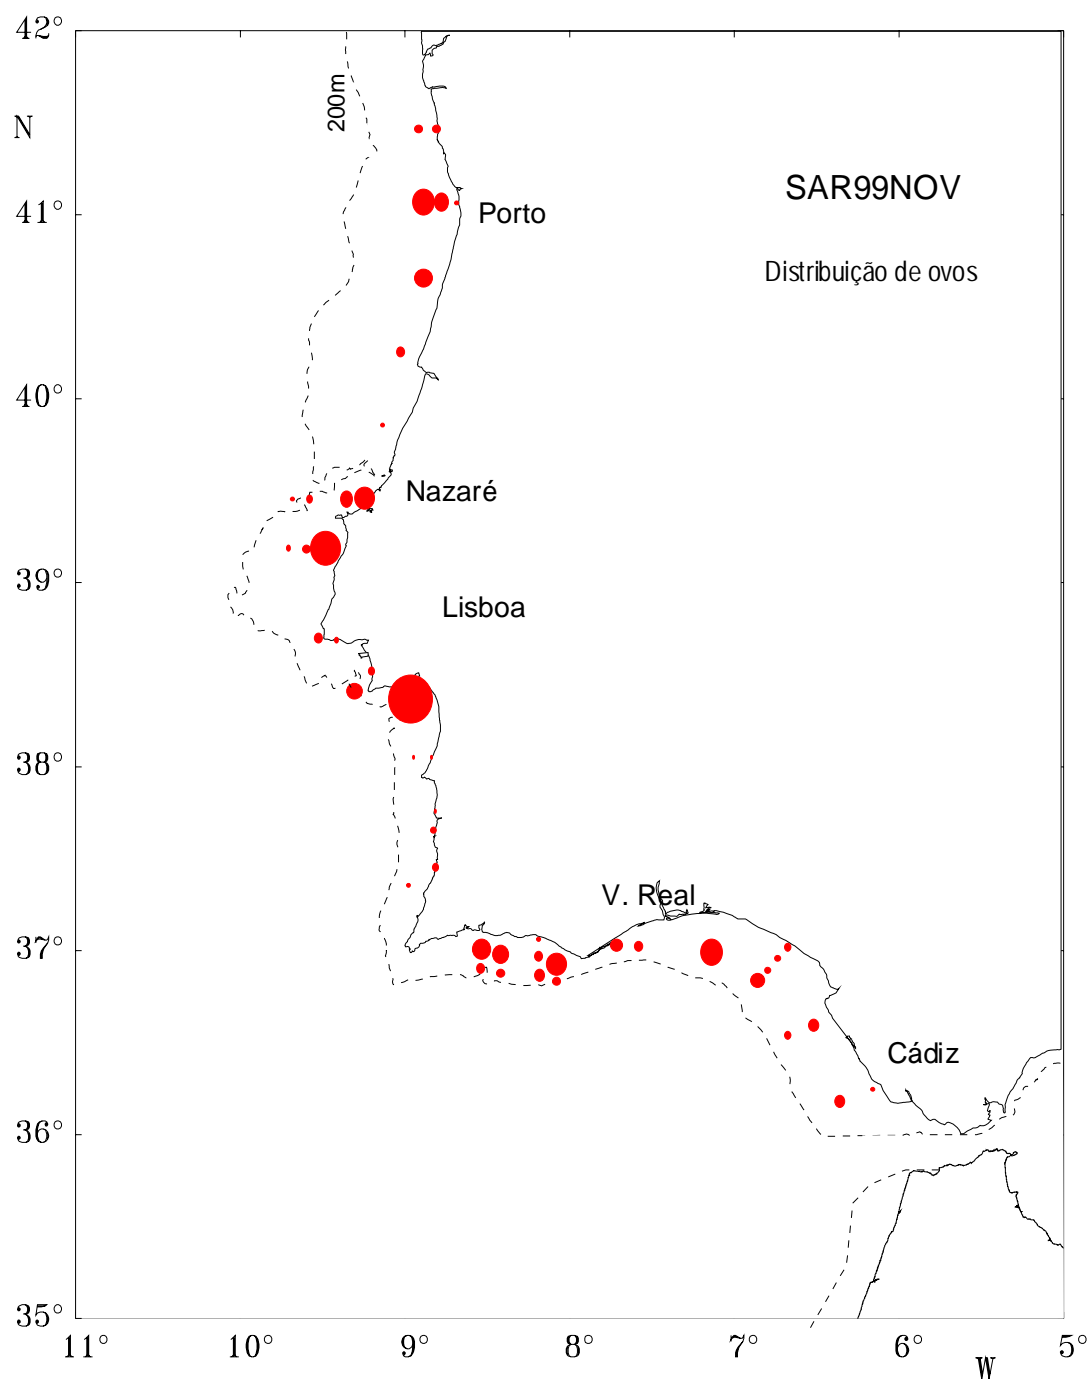 42°
200m
N
SAR99NOV
41°
Porto
Distribuição de ovos
40°
Nazaré
39°
Lisboa
38°
V. Real
37°
Cádiz
36°
35°
11° 10° 9° 8° 7° 6° 5°
W